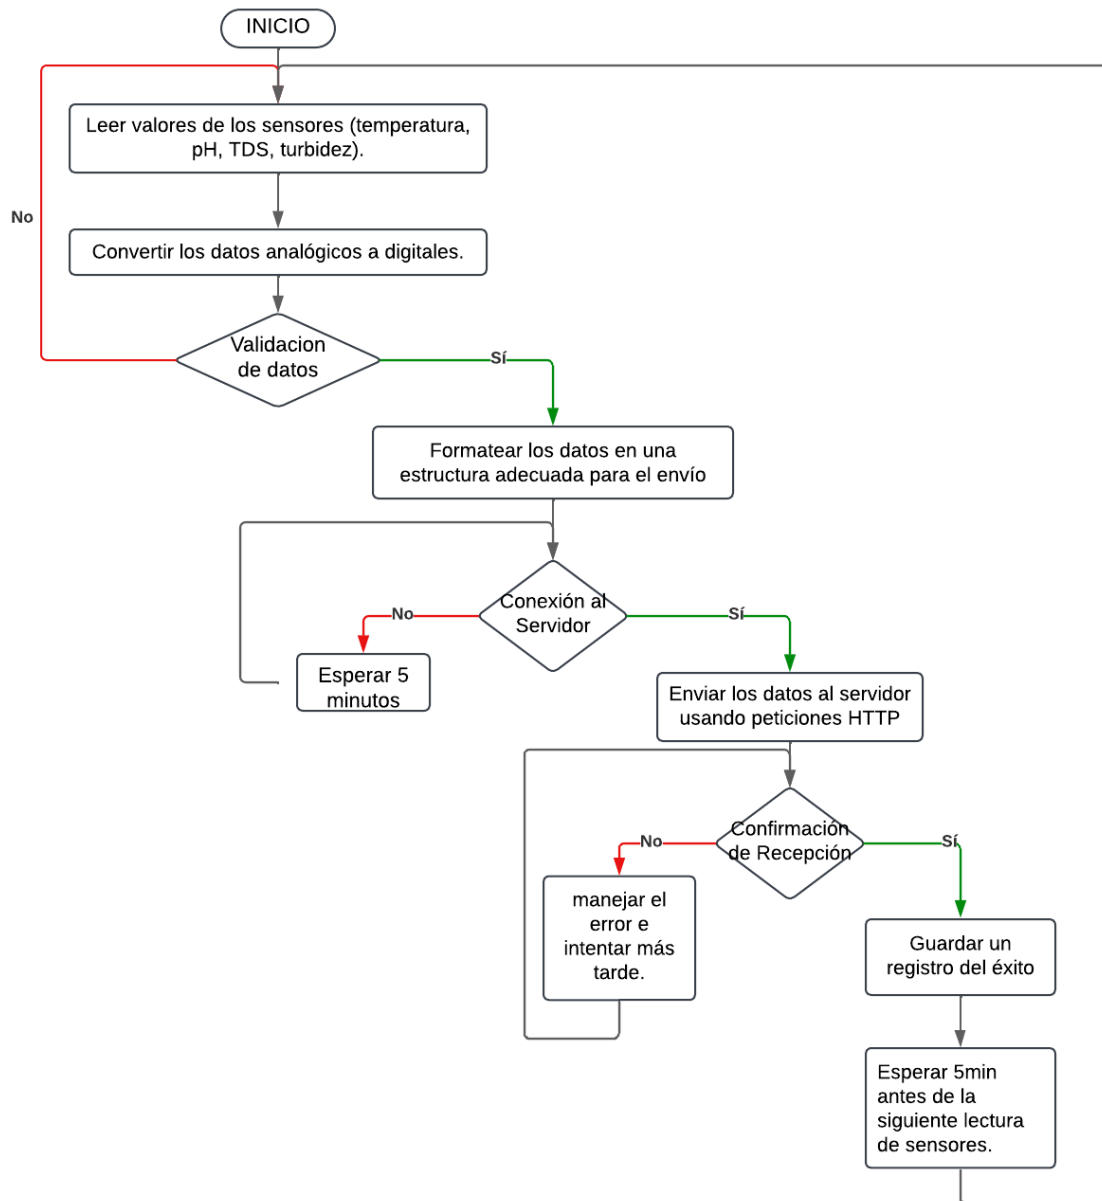 INICIO
Leer valores de los sensores (temperatura,
pH, TDS, turbidez).
No
Convertir los datos analógicos a digitales.
Validacion
de datos
Sí
Formatear los datos en una
estructura adecuada para el envío
Conexión al
Servidor
No
Sí
Esperar 5
minutos
Enviar los datos al servidor
usando peticiones HTTP
Confirmación
de Recepción
No
Sí
manejar el
error e
intentar más
tarde.
Guardar un
registro del éxito
Esperar 5min
antes de la
siguiente lectura
de sensores.